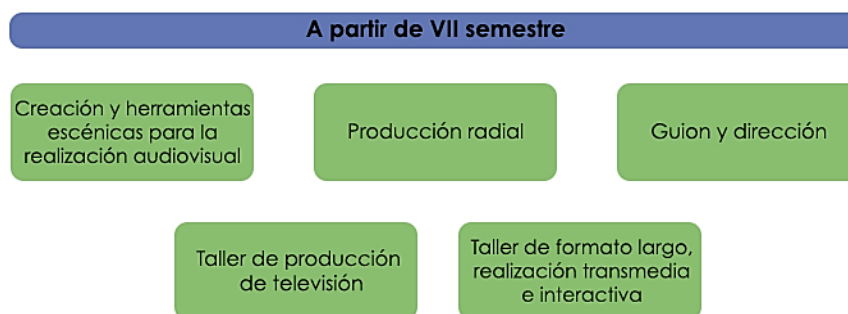 A partir de VII semestre
Creación y herramientas
escénicas para la
realización audiovisual
Producción radial
Guion y dirección
Taller de producción
de televisión
Taller de formato largo,
realización transmedia
e interactiva